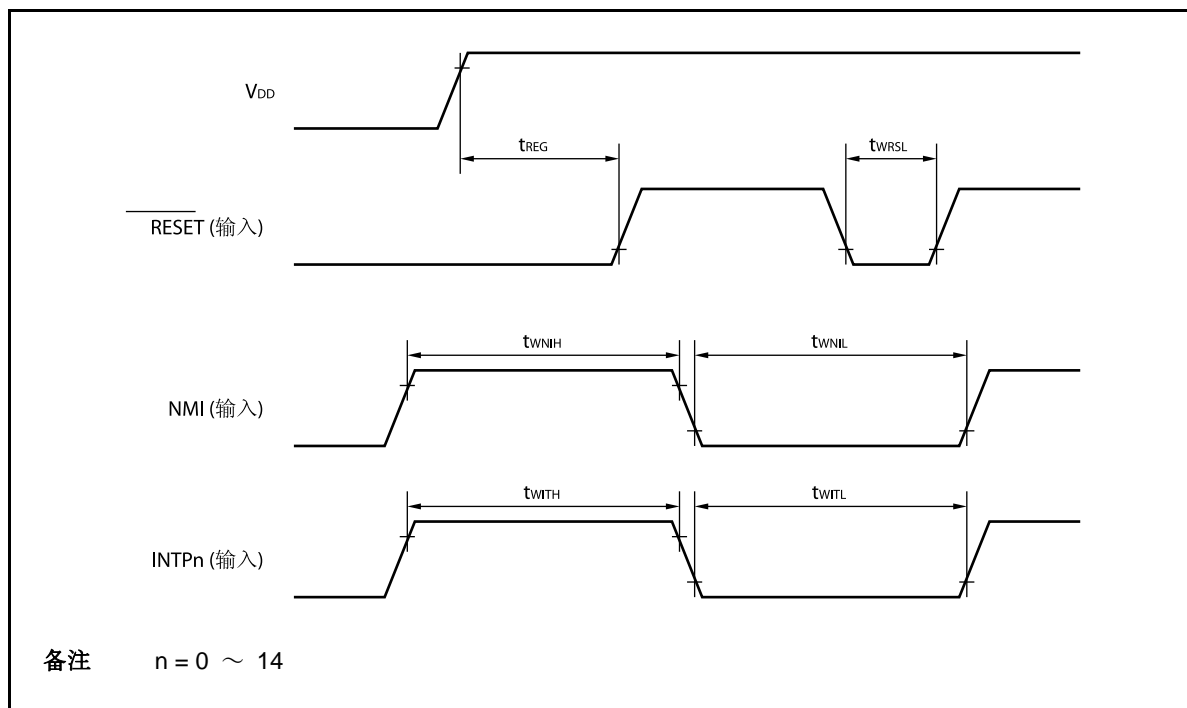 VDD
tREG
tWRSL
RESET (输入)
tWNIH
tWNIL
NMI (输入)
tWITH
tWITL
INTPn (输入)
备注 n = 0 ～ 14